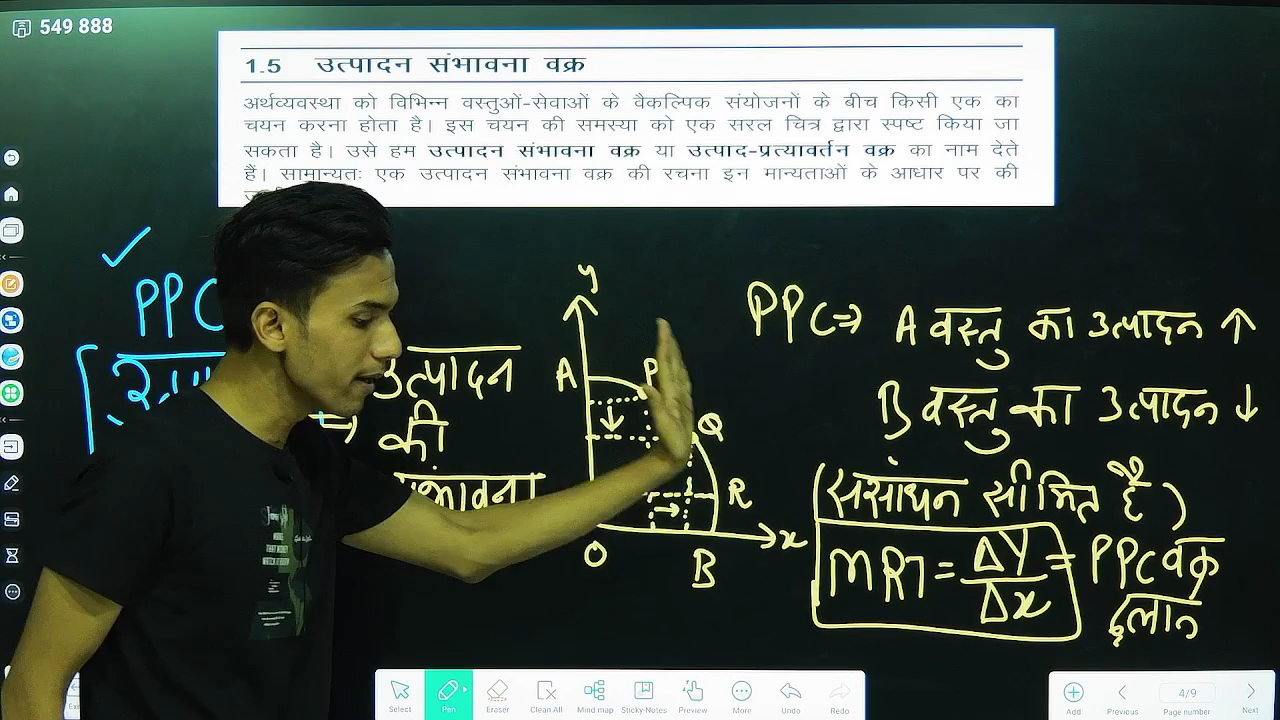 549 888
1.5 उत्पादन संभावना वक्र
अर्थव्यवस्था को विभिन्न वस्तुओं-सेवाओं के वैकल्पिक संयोजनों के बीच किसी एक का
चयन करना होता है। इस चयन की समस्या को एक सरल चित्र द्वारा स्पष्ट किया जा
सकता है। उसे हम उत्पादन संभावना वक्र या उत्पाद-प्रत्यावर्तन वक्र का नाम देते
हैं। सामान्यतः एक उत्पादन संभावना वक्र की रचना इन मान्यताओं के आधार पर की
✓
PPC
⇒ उत्पादन
की
y
A
P
Q
R
O
B
x
PPC⇒ A वस्तु का उत्पादन ↑
B वस्तु का उत्पादन ↓
(संसाधन सीमित है)
MRT = ΔY/Δx = PPC वक्र
ढलान
Select
Pen
Eraser
Clean All
Mind map
Sticky-Notes
Preview
More
Undo
Redo
Add
Previous
4/9
Page number
Next